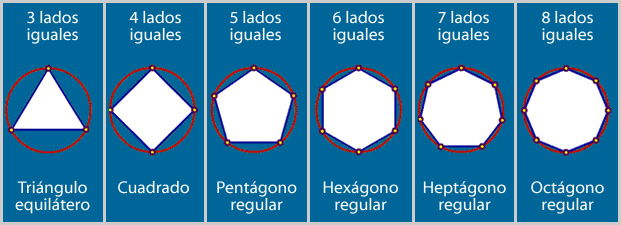 3 lados
iguales
Triángulo
equilátero
4 lados
iguales
Cuadrado
5 lados
iguales
Pentágono
regular
6 lados
iguales
Hexágono
regular
7 lados
iguales
Heptágono
regular
8 lados
iguales
Octágono
regular